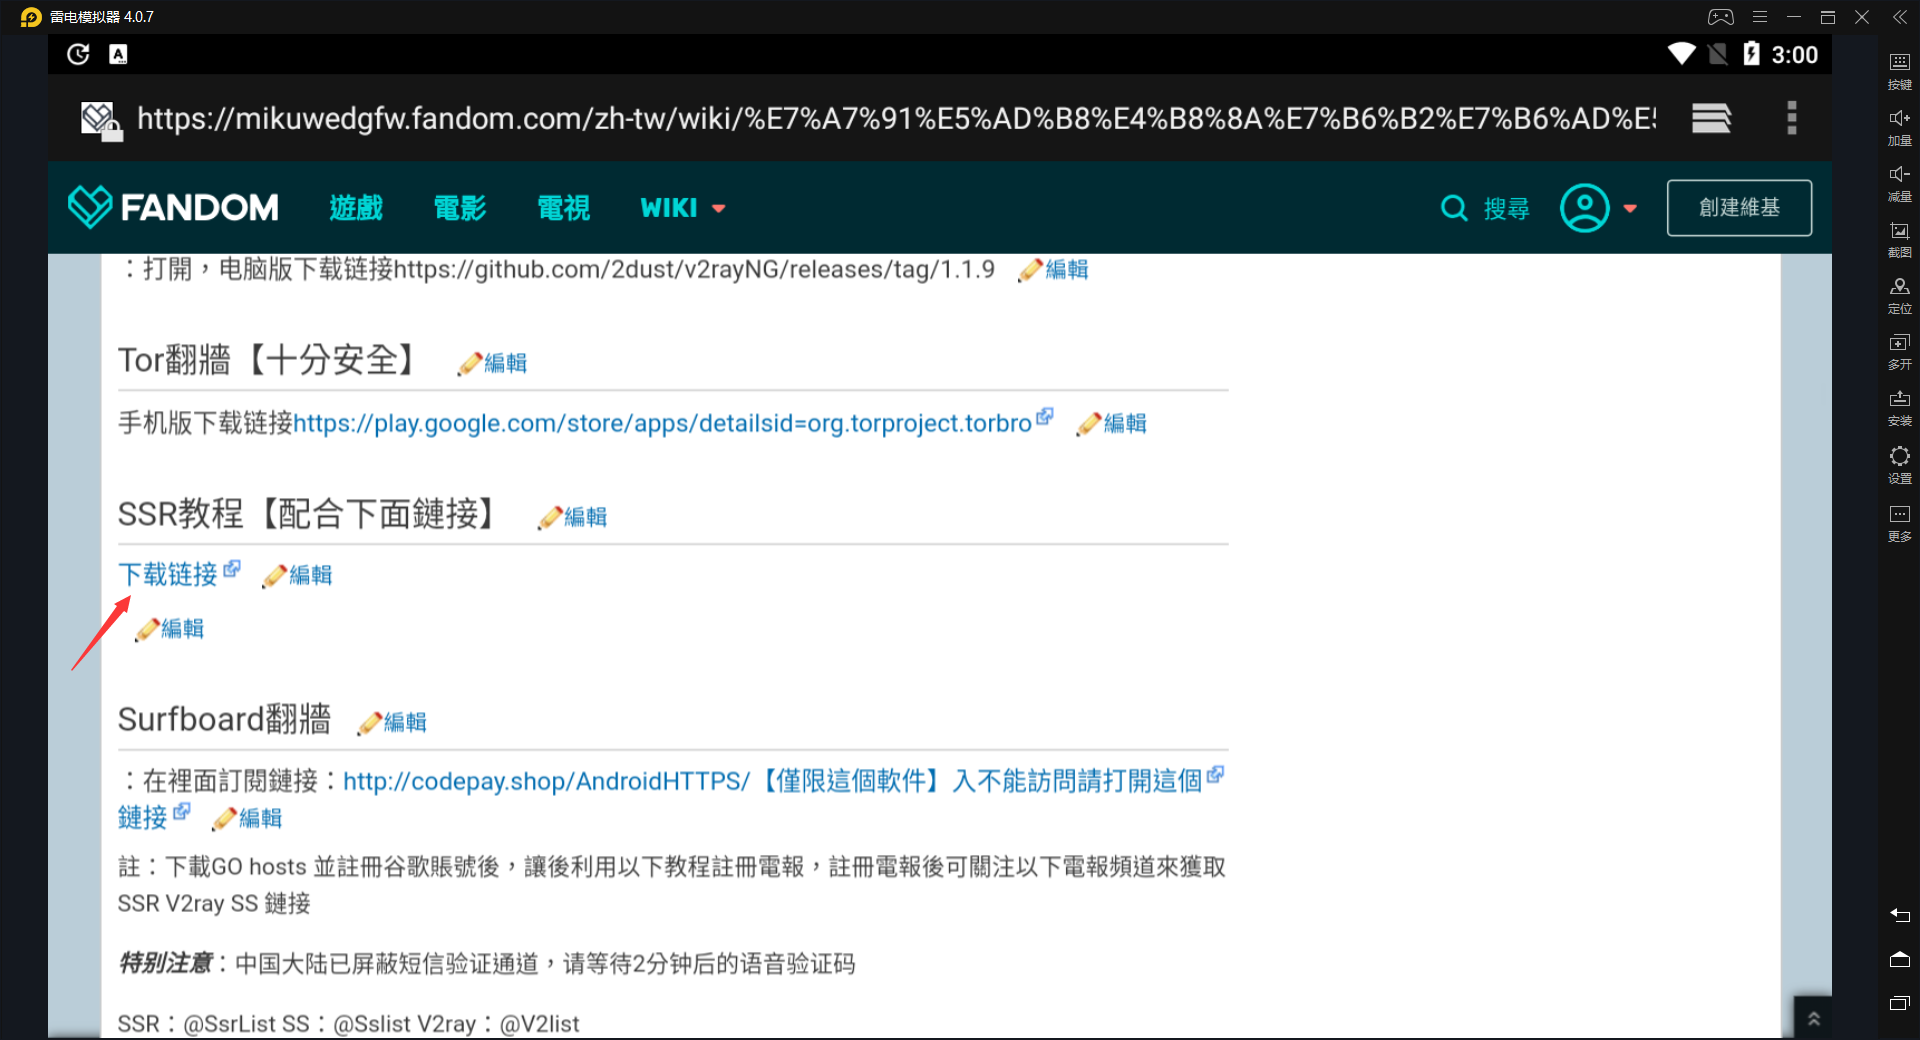 雷电模拟器 4.0.7
3:00
https://mikuwedgfw.fandom.com/zh-tw/wiki/%E7%A7%91%E5%AD%B8%E4%B8%8A%E7%B6%B2%E7%B6%AD%E5
FANDOM 遊戲 電影 電視 WIKI 搜尋 創建維基
：打開，电脑版下载链接https://github.com/2dust/v2rayNG/releases/tag/1.1.9 編輯
Tor翻牆【十分安全】 編輯
手机版下载链接https://play.google.com/store/apps/detailsid=org.torproject.torbro 編輯
SSR教程【配合下面鏈接】 編輯
下载链接 編輯
編輯
Surfboard翻牆 編輯
：在裡面訂閱鏈接：http://codepay.shop/AndroidHTTPS/【僅限這個軟件】入不能訪問請打開這個
鏈接 編輯
註：下載GO hosts 並註冊谷歌賬號後，讓後利用以下教程註冊電報，註冊電報後可關注以下電報頻道來獲取
SSR V2ray SS 鏈接
特别注意：中国大陆已屏蔽短信验证通道，请等待2分钟后的语音验证码
SSR：@SsrList SS：@Sslist V2ray：@V2list
按键
加量
减量
截图
定位
多开
安装
设置
更多